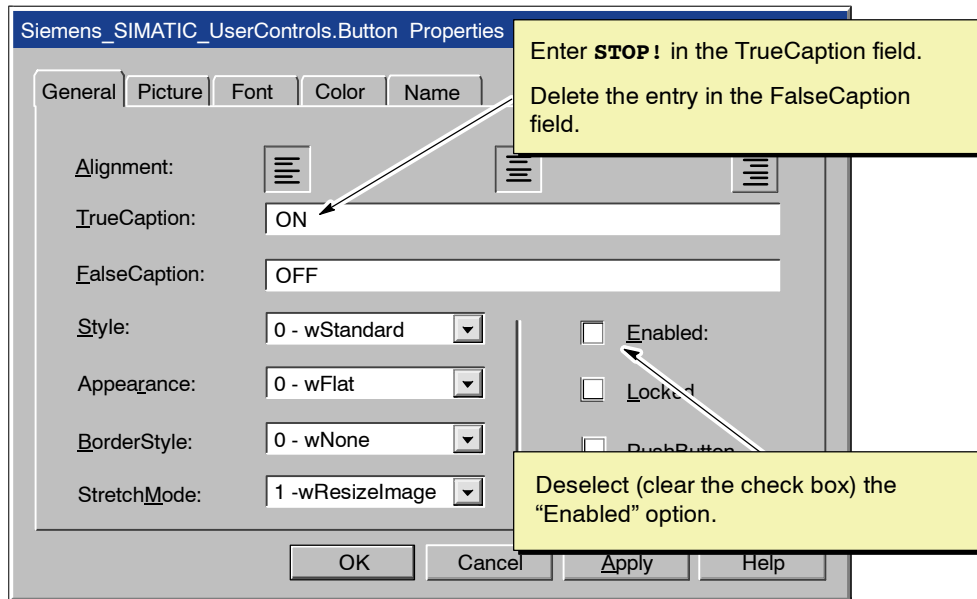 Siemens_SIMATIC_UserControls.Button Properties
Enter STOP! in the TrueCaption field.
Delete the entry in the FalseCaption
field.
General Picture Font Color Name
Alignment:
TrueCaption: ON
FalseCaption: OFF
Style: 0 - wStandard Enabled:
Appearance: 0 - wFlat Locked
BorderStyle: 0 - wNone PushButton
StretchMode: 1 -wResizeImage
Deselect (clear the check box) the
“Enabled” option.
OK Cancel Apply Help